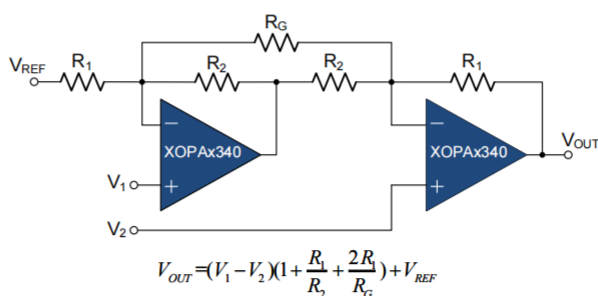 R_G
V_REF
R_1
R_2
R_2
R_1
−
XOPAx340
+
−
XOPAx340
+
V_OUT
V_1
V_2
V_OUT=(V_1−V_2)(1+R_1/R_2+2R_1/R_G)+V_REF